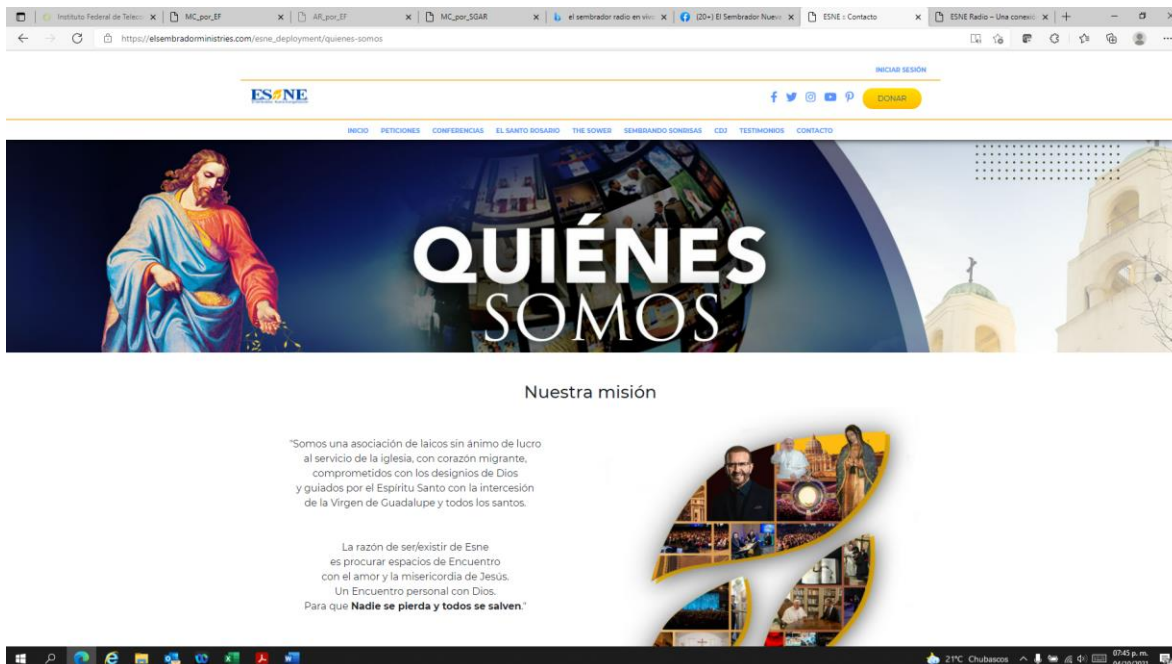 Instituto Federal de Teleco
MC_por_EF
AR_por_EF
MC_por_SGAR
el sembrador radio en vivo
(20+) El Sembrador Nueva
ESNE :: Contacto
ESNE Radio – Una conexió
https://elsembradorministries.com/esne_deployment/quienes-somos
INICIAR SESIÓN
ESNE
DONAR
INICIO PETICIONES CONFERENCIAS EL SANTO ROSARIO THE SOWER SEMBRANDO SONRISAS CDJ TESTIMONIOS CONTACTO
QUIÉNES
SOMOS
Nuestra misión
"Somos una asociación de laicos sin ánimo de lucro
al servicio de la iglesia, con corazón migrante,
comprometidos con los designios de Dios
y guiados por el Espíritu Santo con la intercesión
de la Virgen de Guadalupe y todos los santos.
La razón de ser/existir de Esne
es procurar espacios de Encuentro
con el amor y la misericordia de Jesús.
Un Encuentro personal con Dios.
Para que Nadie se pierda y todos se salven."
21°C Chubascos
07:45 p. m.